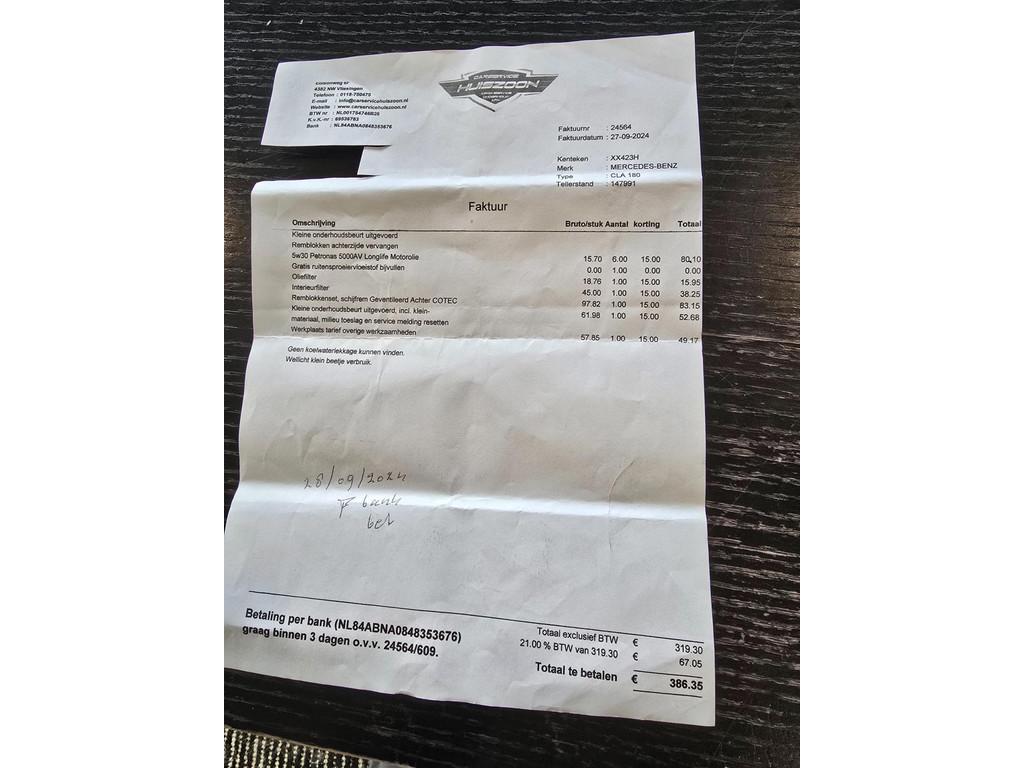 4382 NW Vlissingen
Telefoon : 0118-750475
E-mail : info@carservicehuiszoon.nl
Website : www.carservicehuiszoon.nl
BTW nr : NL001754746B26
K.v.K.-nr : 69536783
Bank : NL84ABNA0848353676
CARSERVICE
HUISZOON
Faktuurnr : 24564
Faktuurdatum : 27-09-2024
Kenteken : XX423H
Merk : MERCEDES-BENZ
Type : CLA 180
Tellerstand : 147991
Faktuur
Omschrijving Bruto/stuk Aantal korting Totaal
Kleine onderhoudsbeurt uitgevoerd
Remblokken achterzijde vervangen
5w30 Petronas 5000AV Longlife Motorolie 15.70 6.00 15.00 80.10
Gratis ruitensproeiervloeistof bijvullen 0.00 1.00 0.00 0.00
Oliefilter 18.76 1.00 15.00 15.95
Interieurfilter 45.00 1.00 15.00 38.25
Remblokkenset, schijfrem Geventileerd Achter COTEC 97.82 1.00 15.00 83.15
Kleine onderhoudsbeurt uitgevoerd, incl. klein- 61.98 1.00 15.00 52.68
materiaal, milieu toeslag en service melding resetten
Werkplaats tarief overige werkzaamheden 57.85 1.00 15.00 49.17
Geen koelwaterlekkage kunnen vinden.
Wellicht klein beetje verbruik.
28/09/2024
bank
Betaling per bank (NL84ABNA0848353676)
graag binnen 3 dagen o.v.v. 24564/609.
Totaal exclusief BTW € 319.30
21.00 % BTW van 319.30 € 67.05
Totaal te betalen € 386.35